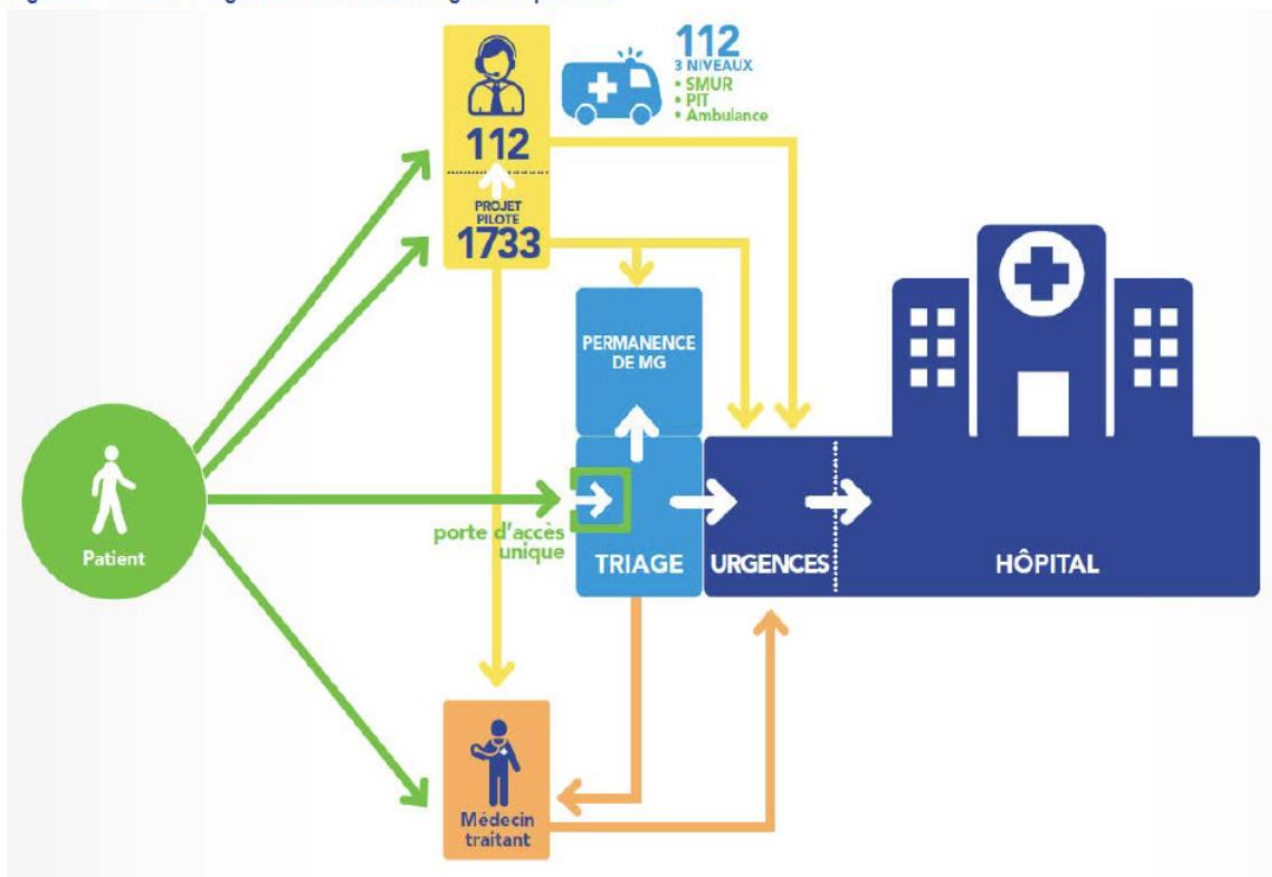 112
3 NIVEAUX
• SMUR
• PIT
• Ambulance
112
PROJET
PILOTE
1733
PERMANENCE
DE MG
Patient
porte d'accès
unique
TRIAGE
URGENCES
HÔPITAL
Médecin
traitant